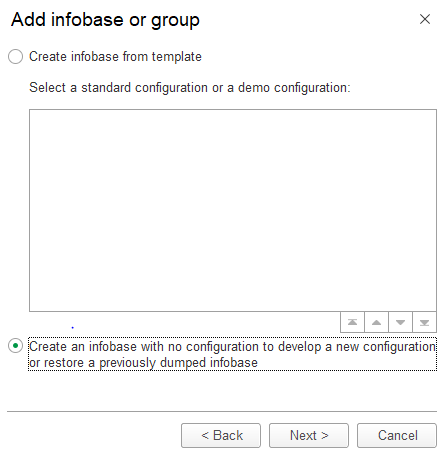 Add infobase or group
Create infobase from template
Select a standard configuration or a demo configuration:
Create an infobase with no configuration to develop a new configuration
or restore a previously dumped infobase
< Back
Next >
Cancel